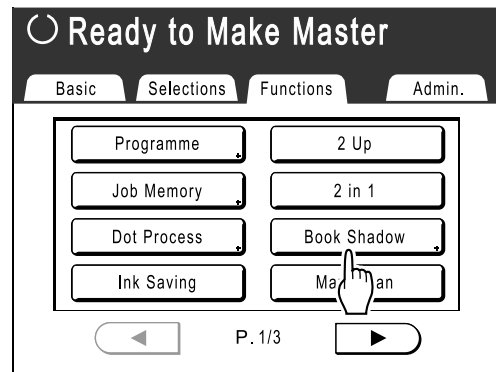 Ready to Make Master
Basic Selections Functions Admin.
Programme 2 Up
Job Memory 2 in 1
Dot Process Book Shadow
Ink Saving
P. 1/3